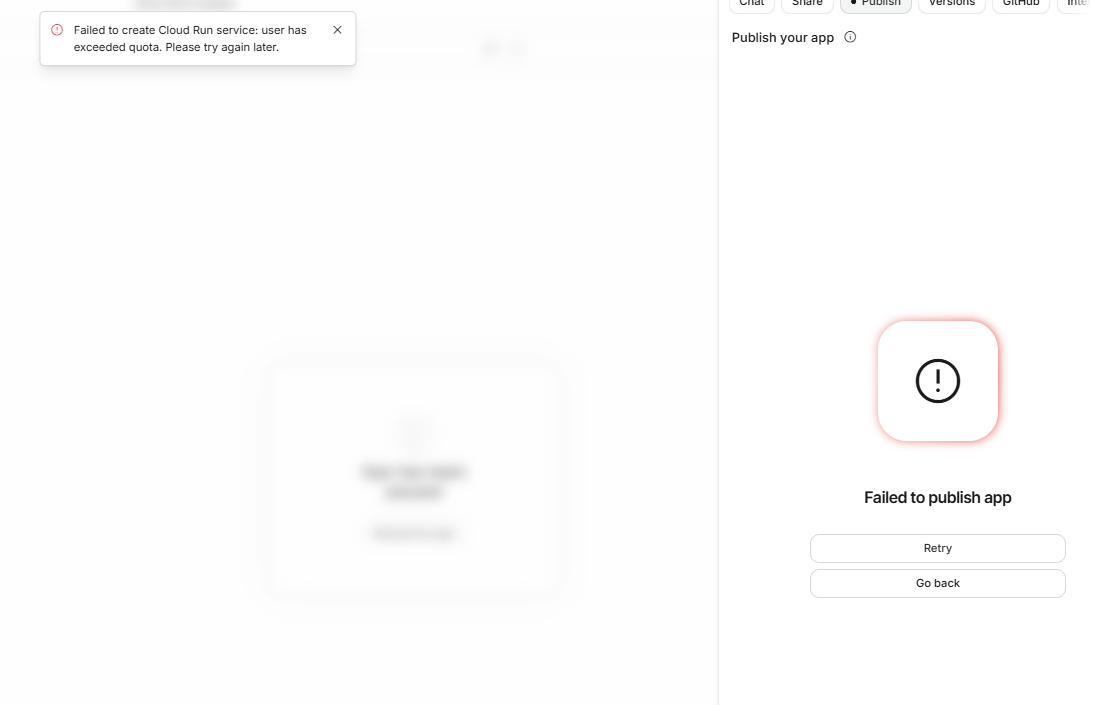 Failed to create Cloud Run service: user has
exceeded quota. Please try again later.
Chat
Share
Publish
Versions
GitHub
Publish your app
Failed to publish app
Retry
Go back